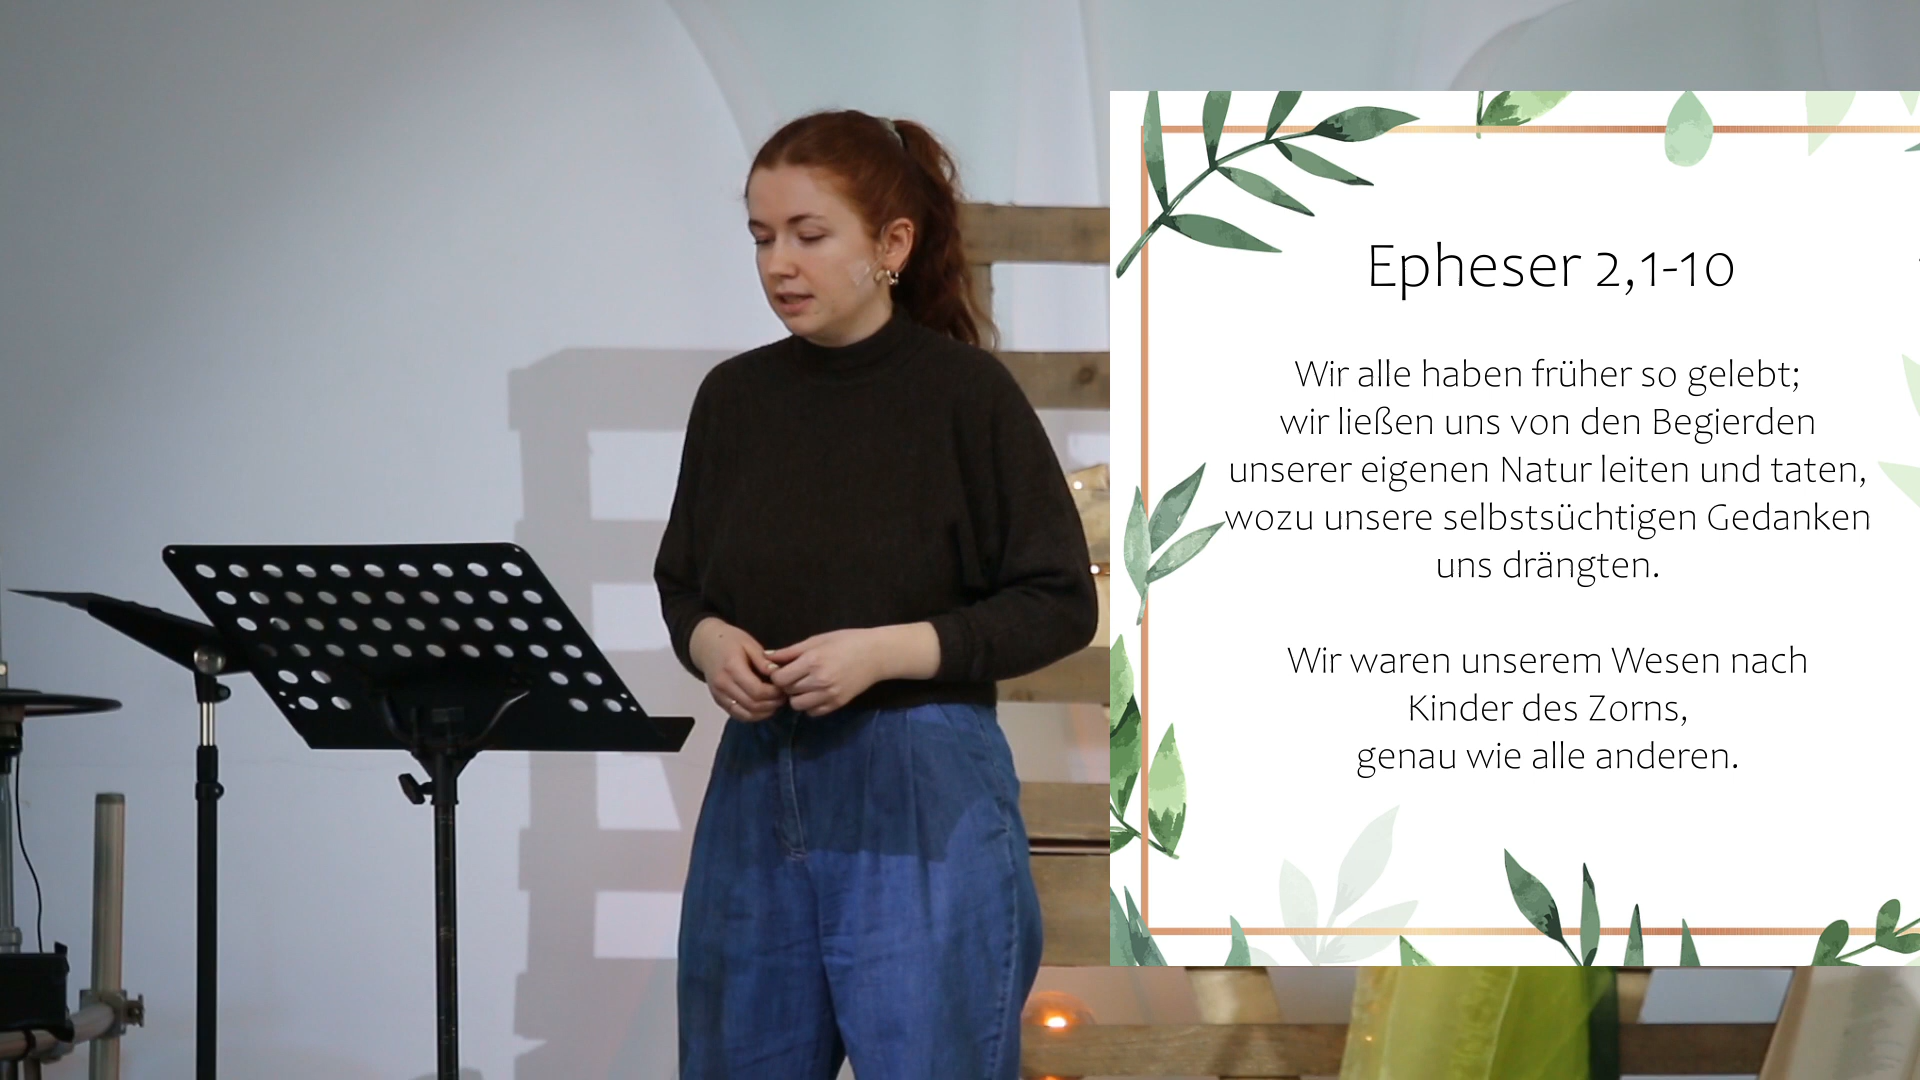 Epheser 2,1-10
Wir alle haben früher so gelebt;
wir ließen uns von den Begierden
unserer eigenen Natur leiten und taten,
wozu unsere selbstsüchtigen Gedanken
uns drängten.
Wir waren unserem Wesen nach
Kinder des Zorns,
genau wie alle anderen.